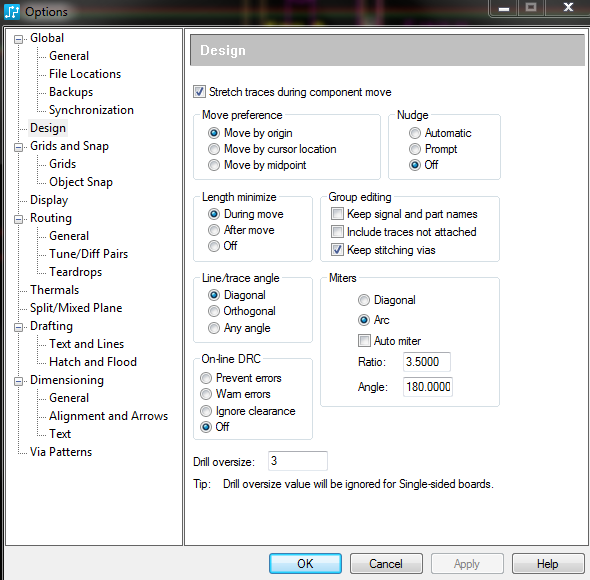 Options
Global
General
File Locations
Backups
Synchronization
Design
Grids and Snap
Grids
Object Snap
Display
Routing
General
Tune/Diff Pairs
Teardrops
Thermals
Split/Mixed Plane
Drafting
Text and Lines
Hatch and Flood
Dimensioning
General
Alignment and Arrows
Text
Via Patterns
Design
Stretch traces during component move
Move preference
Move by origin
Move by cursor location
Move by midpoint
Nudge
Automatic
Prompt
Off
Length minimize
During move
After move
Off
Group editing
Keep signal and part names
Include traces not attached
Keep stitching vias
Line/trace angle
Diagonal
Orthogonal
Any angle
Miters
Diagonal
Arc
Auto miter
Ratio: 3.5000
Angle: 180.0000
On-line DRC
Prevent errors
Warn errors
Ignore clearance
Off
Drill oversize: 3
Tip: Drill oversize value will be ignored for Single-sided boards.
OK Cancel Apply Help